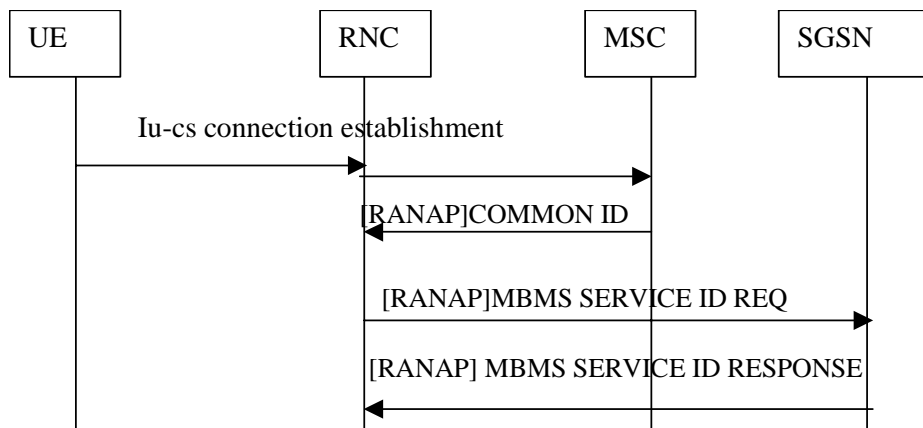 UE
RNC
MSC
SGSN
Iu-cs connection establishment
[RANAP]COMMON ID
[RANAP]MBMS SERVICE ID REQ
[RANAP] MBMS SERVICE ID RESPONSE